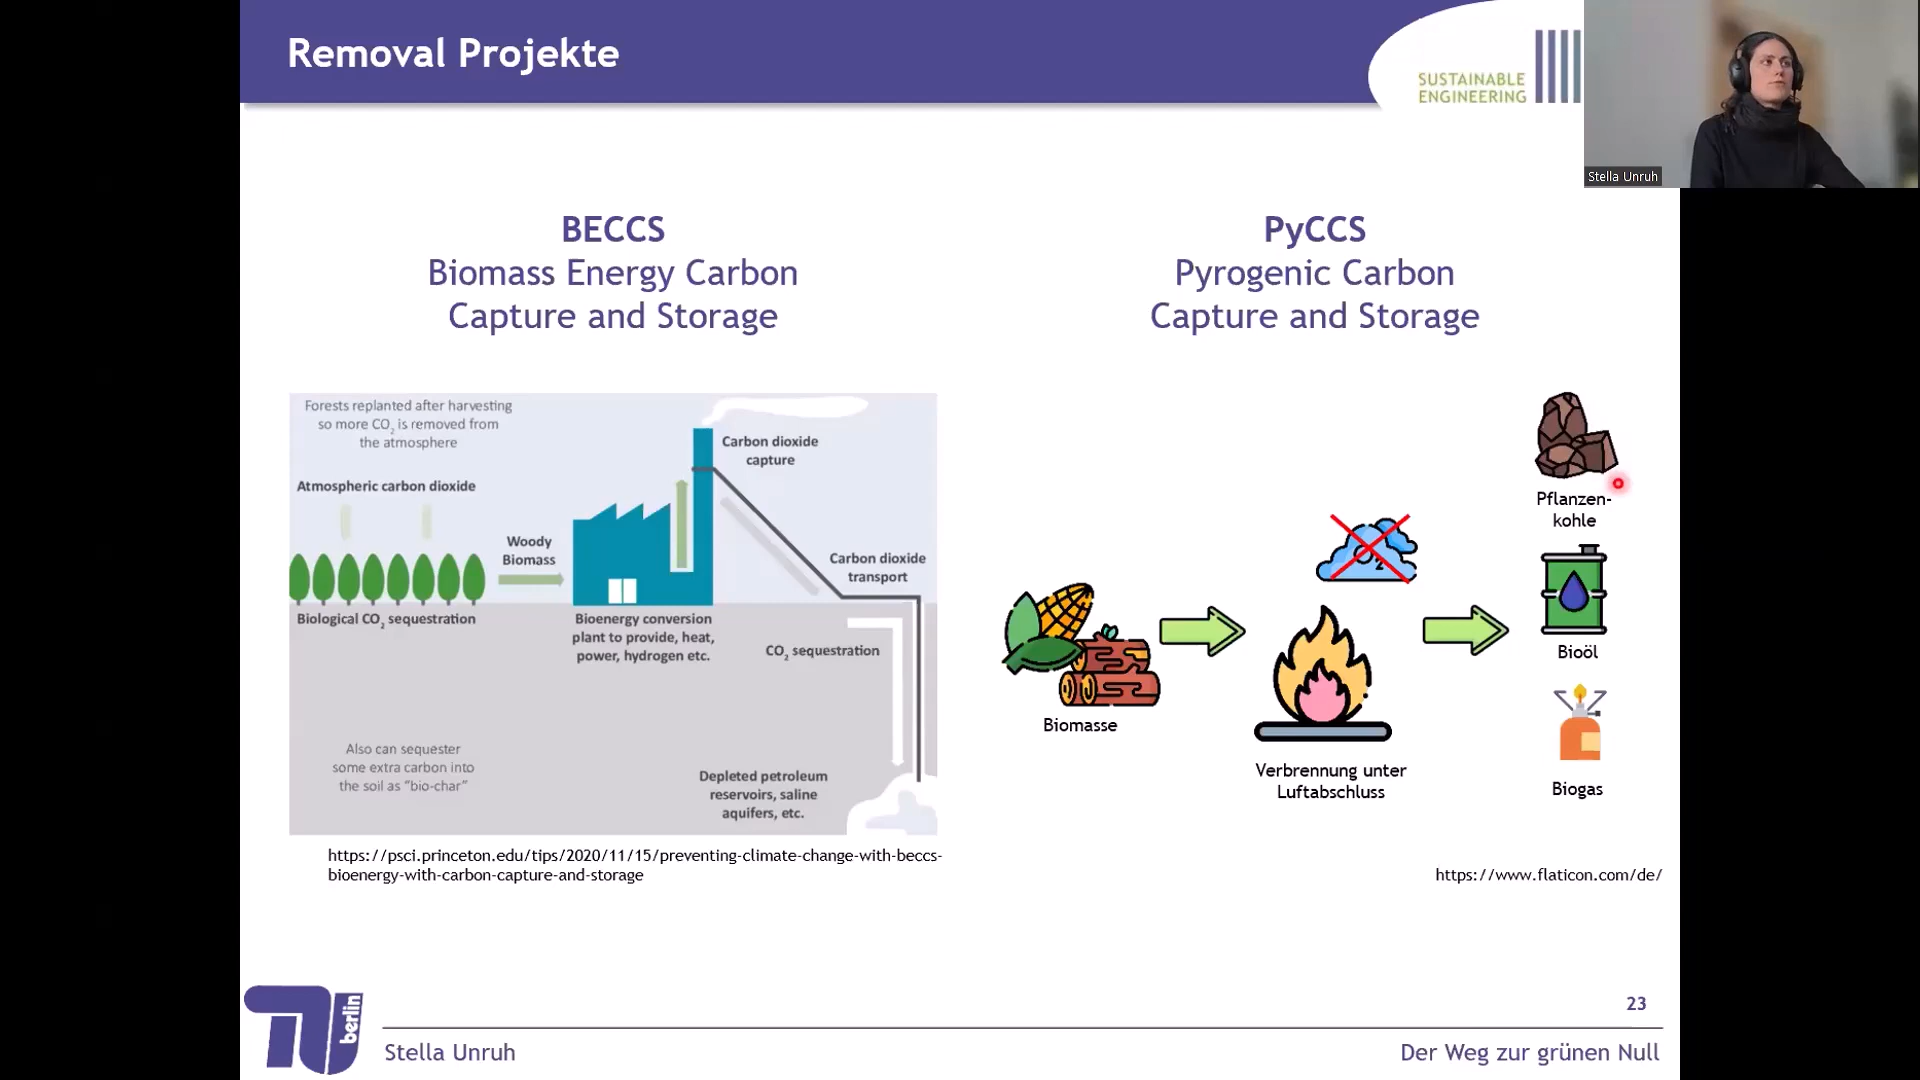 Removal Projekte
SUSTAINABLE
ENGINEERING
Stella Unruh
BECCS
Biomass Energy Carbon
Capture and Storage
PyCCS
Pyrogenic Carbon
Capture and Storage
Forests replanted after harvesting
so more CO₂ is removed from
the atmosphere
Atmospheric carbon dioxide
Woody
Biomass
Carbon dioxide
capture
Carbon dioxide
transport
Biological CO₂ sequestration
Bioenergy conversion
plant to provide, heat,
power, hydrogen etc.
CO₂ sequestration
Also can sequester
some extra carbon into
the soil as “bio-char”
Depleted petroleum
reservoirs, saline
aquifers, etc.
https://psci.princeton.edu/tips/2020/11/15/preventing-climate-change-with-beccs-
bioenergy-with-carbon-capture-and-storage
Biomasse
O₂
Verbrennung unter
Luftabschluss
Pflanzen-
kohle
Bioöl
Biogas
https://www.flaticon.com/de/
23
berlin
Stella Unruh
Der Weg zur grünen Null